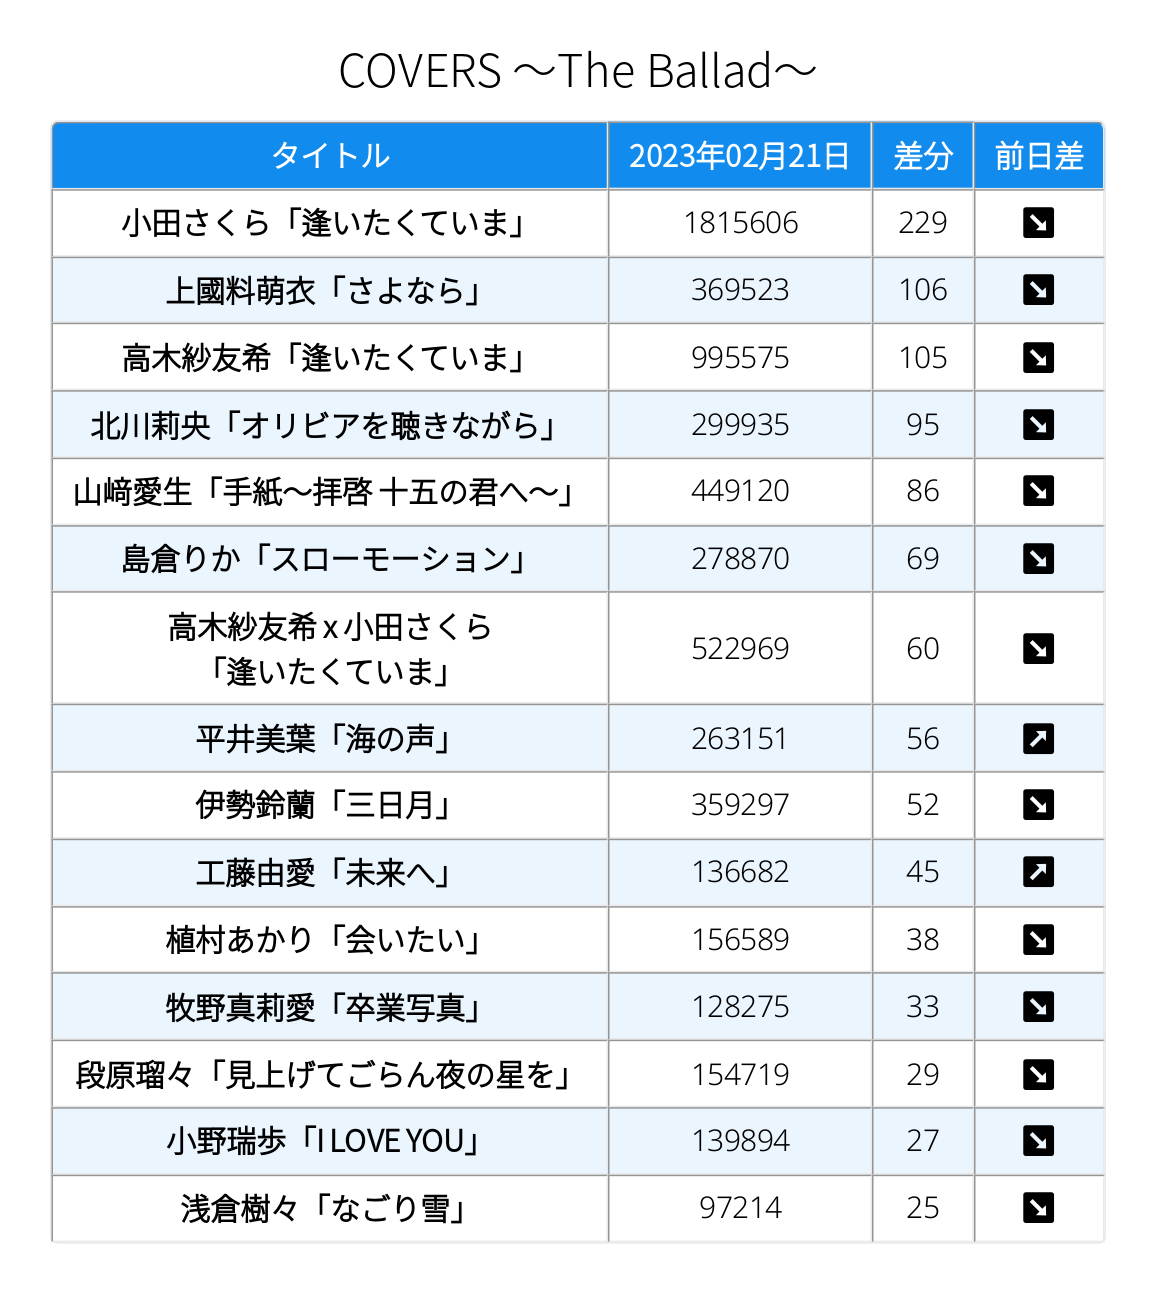 COVERS ～The Ballad～
タイトル 2023年02月21日 差分 前日差
小田さくら「逢いたくていま」 1815606 229 ↘
上國料萌衣「さよなら」 369523 106 ↘
高木紗友希「逢いたくていま」 995575 105 ↘
北川莉央「オリビアを聴きながら」 299935 95 ↘
山﨑愛生「手紙～拝啓 十五の君へ～」 449120 86 ↘
島倉りか「スローモーション」 278870 69 ↘
高木紗友希 x 小田さくら
「逢いたくていま」 522969 60 ↘
平井美葉「海の声」 263151 56 ↗
伊勢鈴蘭「三日月」 359297 52 ↘
工藤由愛「未来へ」 136682 45 ↗
植村あかり「会いたい」 156589 38 ↘
牧野真莉愛「卒業写真」 128275 33 ↘
段原瑠々「見上げてごらん夜の星を」 154719 29 ↘
小野瑞歩「I LOVE YOU」 139894 27 ↘
浅倉樹々「なごり雪」 97214 25 ↘